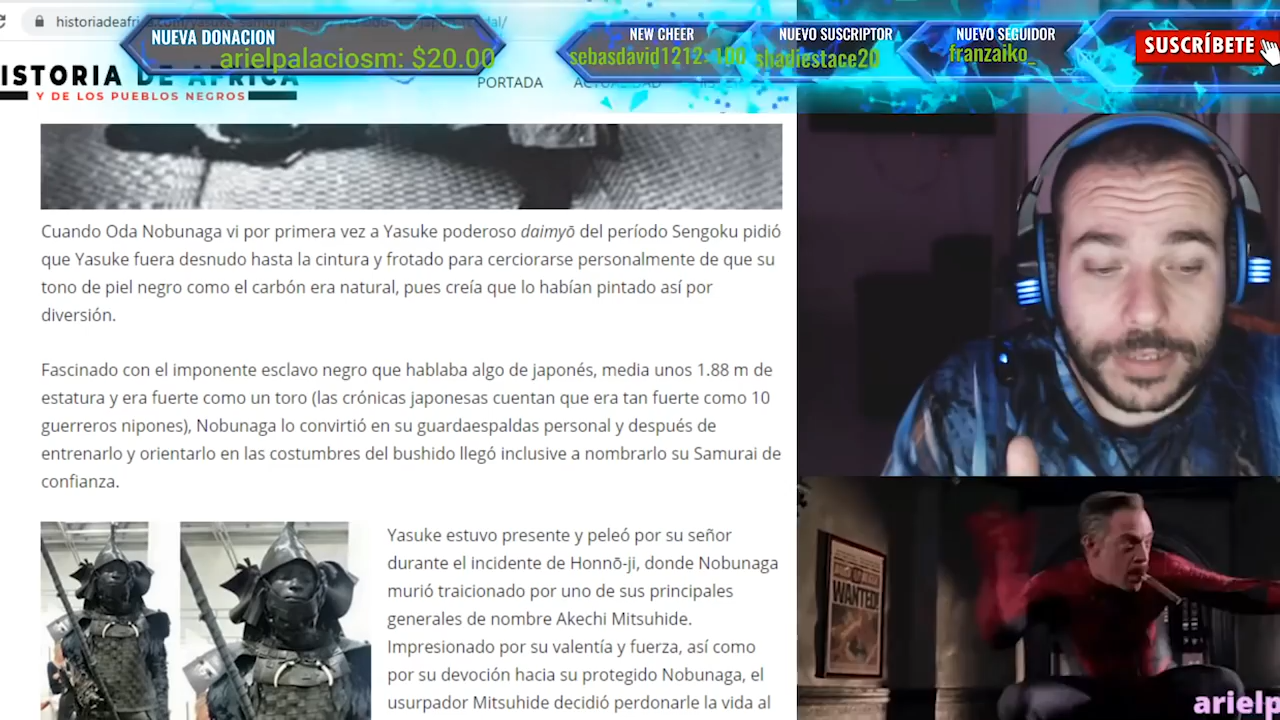 historiadeafri
NUEVA DONACION
arielpalaciosm: $20.00
NEW CHEER
sebasdavid1212: 100
NUEVO SUSCRIPTOR
shadiestace20
NUEVO SEGUIDOR
franzaiko_
SUSCRÍBETE
ISTORIA DE AFRICA
Y DE LOS PUEBLOS NEGROS
PORTADA
ACTUALIDAD
Cuando Oda Nobunaga vi por primera vez a Yasuke poderoso daimyō del período Sengoku pidió
que Yasuke fuera desnudo hasta la cintura y frotado para cerciorarse personalmente de que su
tono de piel negro como el carbón era natural, pues creía que lo habían pintado así por
diversión.
Fascinado con el imponente esclavo negro que hablaba algo de japonés, media unos 1.88 m de
estatura y era fuerte como un toro (las crónicas japonesas cuentan que era tan fuerte como 10
guerreros nipones), Nobunaga lo convirtió en su guardaespaldas personal y después de
entrenarlo y orientarlo en las costumbres del bushido llegó inclusive a nombrarlo su Samurai de
confianza.
Yasuke estuvo presente y peleó por su señor
durante el incidente de Honnō-ji, donde Nobunaga
murió traicionado por uno de sus principales
generales de nombre Akechi Mitsuhide.
Impresionado por su valentía y fuerza, así como
por su devoción hacia su protegido Nobunaga, el
usurpador Mitsuhide decidió perdonarle la vida al
WANTED!
arielp